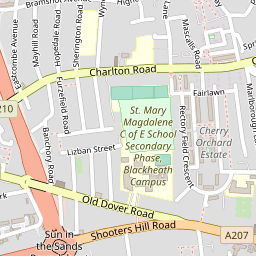 Bramshot Avenue
Eastcombe Avenue
Heyhill Road
Hopedale
Sherington Road
Wyn
Mascalls Road
Charlton Road
Fairlawn
Marlborough
210
Furzefield Road
St. Mary
Magdalene
C of E School
Secondary
Phase,
Blackheath
Campus
Rectory Field Crescent
Cherry
Orchard
Estate
Banchory Road
Lizban Street
Old Dover Road
Shooters Hill Road
A207
Sun in
the Sands